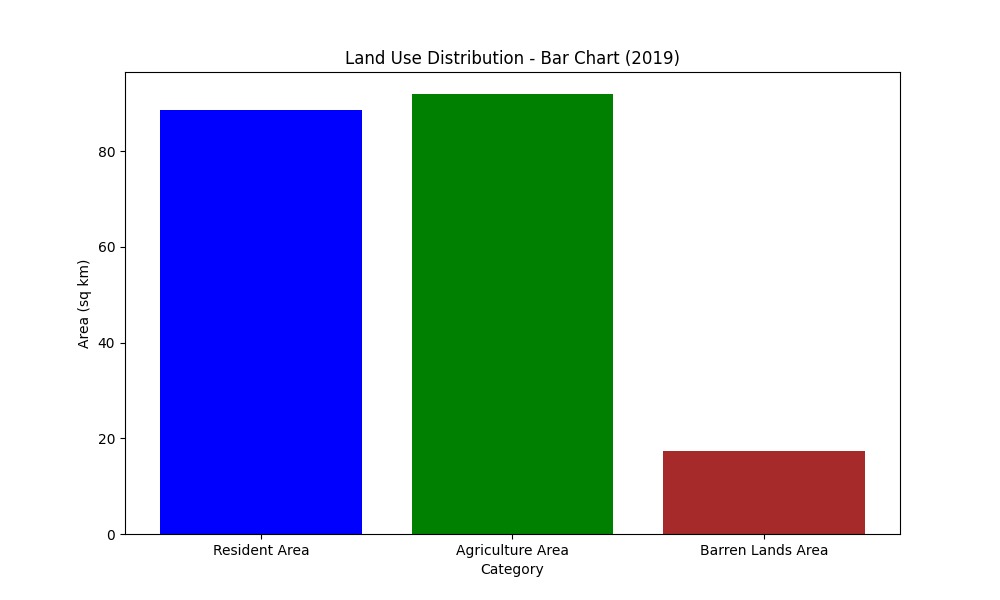 Land Use Distribution - Bar Chart (2019)
80
60
40
20
0
Area (sq km)
Resident Area
Agriculture Area
Barren Lands Area
Category